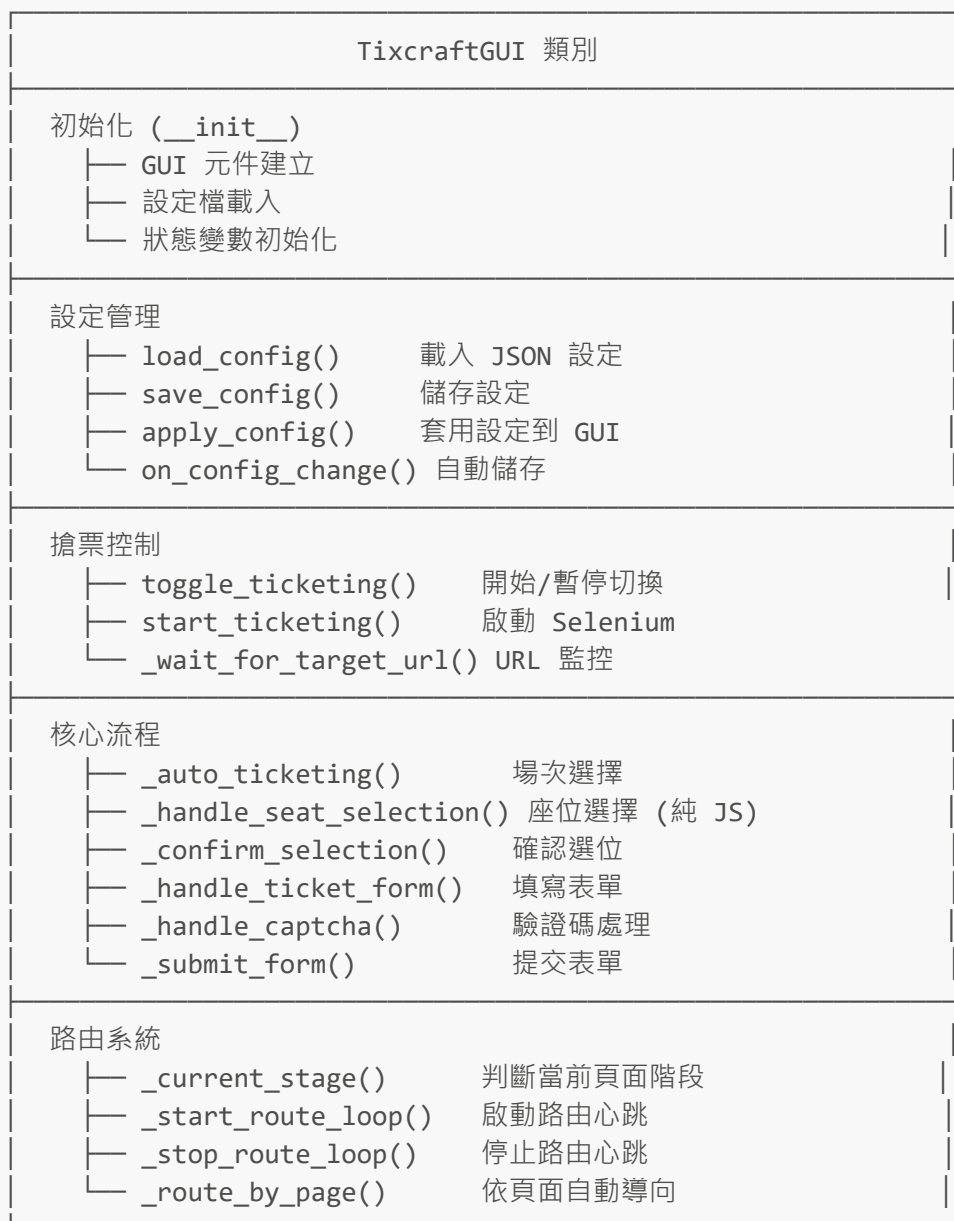 TixcraftGUI 類別
初始化 (__init__)
├── GUI 元件建立
├── 設定檔載入
└── 狀態變數初始化
設定管理
├── load_config() 載入 JSON 設定
├── save_config() 儲存設定
├── apply_config() 套用設定到 GUI
└── on_config_change() 自動儲存
搶票控制
├── toggle_ticketing() 開始/暫停切換
├── start_ticketing() 啟動 Selenium
└── _wait_for_target_url() URL 監控
核心流程
├── _auto_ticketing() 場次選擇
├── _handle_seat_selection() 座位選擇 (純 JS)
├── _confirm_selection() 確認選位
├── _handle_ticket_form() 填寫表單
├── _handle_captcha() 驗證碼處理
└── _submit_form() 提交表單
路由系統
├── _current_stage() 判斷當前頁面階段
├── _start_route_loop() 啟動路由心跳
├── _stop_route_loop() 停止路由心跳
└── _route_by_page() 依頁面自動導向